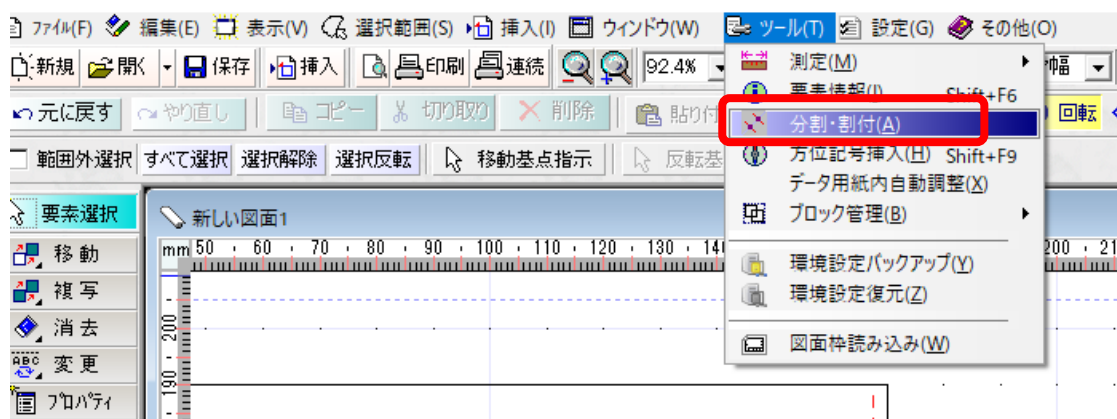 ファイル(F) 編集(E) 表示(V) 選択範囲(S) 挿入(I) ウィンドウ(W) ツール(T) 設定(G) その他(O)
新規 開く 保存 挿入 印刷 連続 92.4% 幅
元に戻す やり直し コピー 切り取り 削除 貼り付 回転
範囲外選択 すべて選択 選択解除 選択反転 移動基点指示 反転基
測定(M)
要素情報(I) Shift+F6
分割・割付(A)
方位記号挿入(H) Shift+F9
データ用紙内自動調整(X)
ブロック管理(B)
環境設定バックアップ(Y)
環境設定復元(Z)
図面枠読み込み(W)
要素選択
移動
複写
消去
変更
プロパティ
新しい図面1
mm 50 60 70 80 90 100 110 120 130 14 200 21
200
190